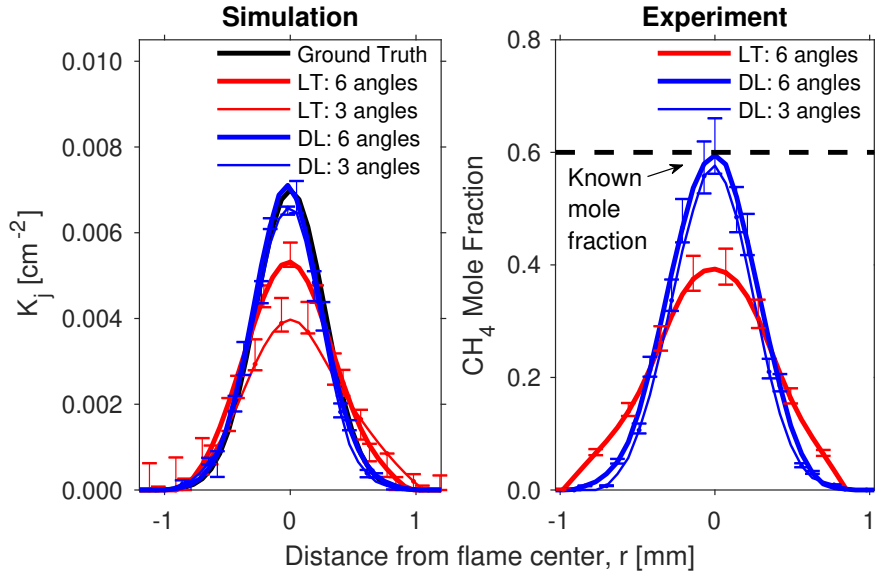 Simulation
Experiment
K_j [cm^-2]
0.010
0.008
0.006
0.004
0.002
0.000
-1
0
1
Ground Truth
LT: 6 angles
LT: 3 angles
DL: 6 angles
DL: 3 angles
CH_4 Mole Fraction
0.8
0.6
0.4
0.2
0.0
-1
0
1
LT: 6 angles
DL: 6 angles
DL: 3 angles
Known
mole
fraction
Distance from flame center, r [mm]